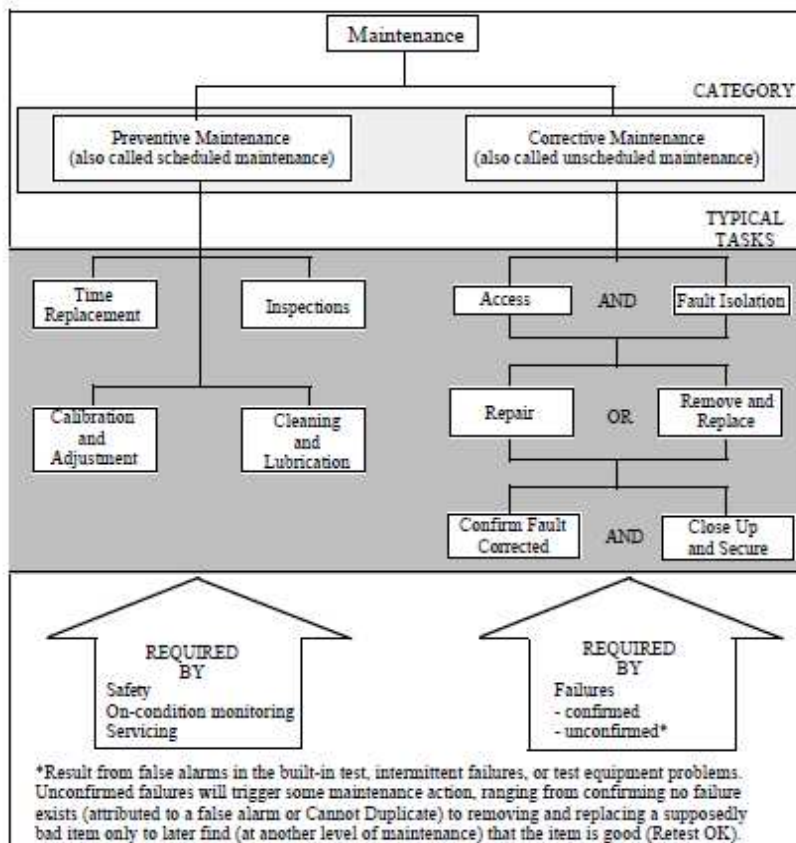 Maintenance
CATEGORY
Preventive Maintenance
(also called scheduled maintenance)
Corrective Maintenance
(also called unscheduled maintenance)
TYPICAL
TASKS
Time
Replacement
Inspections
Access
AND
Fault Isolation
Calibration
and
Adjustment
Cleaning
and
Lubrication
Repair
OR
Remove and
Replace
Confirm Fault
Corrected
AND
Close Up
and Secure
REQUIRED
BY
Safety
On-condition monitoring
Servicing
REQUIRED
BY
Failures
- confirmed
- unconfirmed*
*Result from false alarms in the built-in test, intermittent failures, or test equipment problems.
Unconfirmed failures will trigger some maintenance action, ranging from confirming no failure
exists (attributed to a false alarm or Cannot Duplicate) to removing and replacing a supposedly
bad item only to later find (at another level of maintenance) that the item is good (Retest OK).